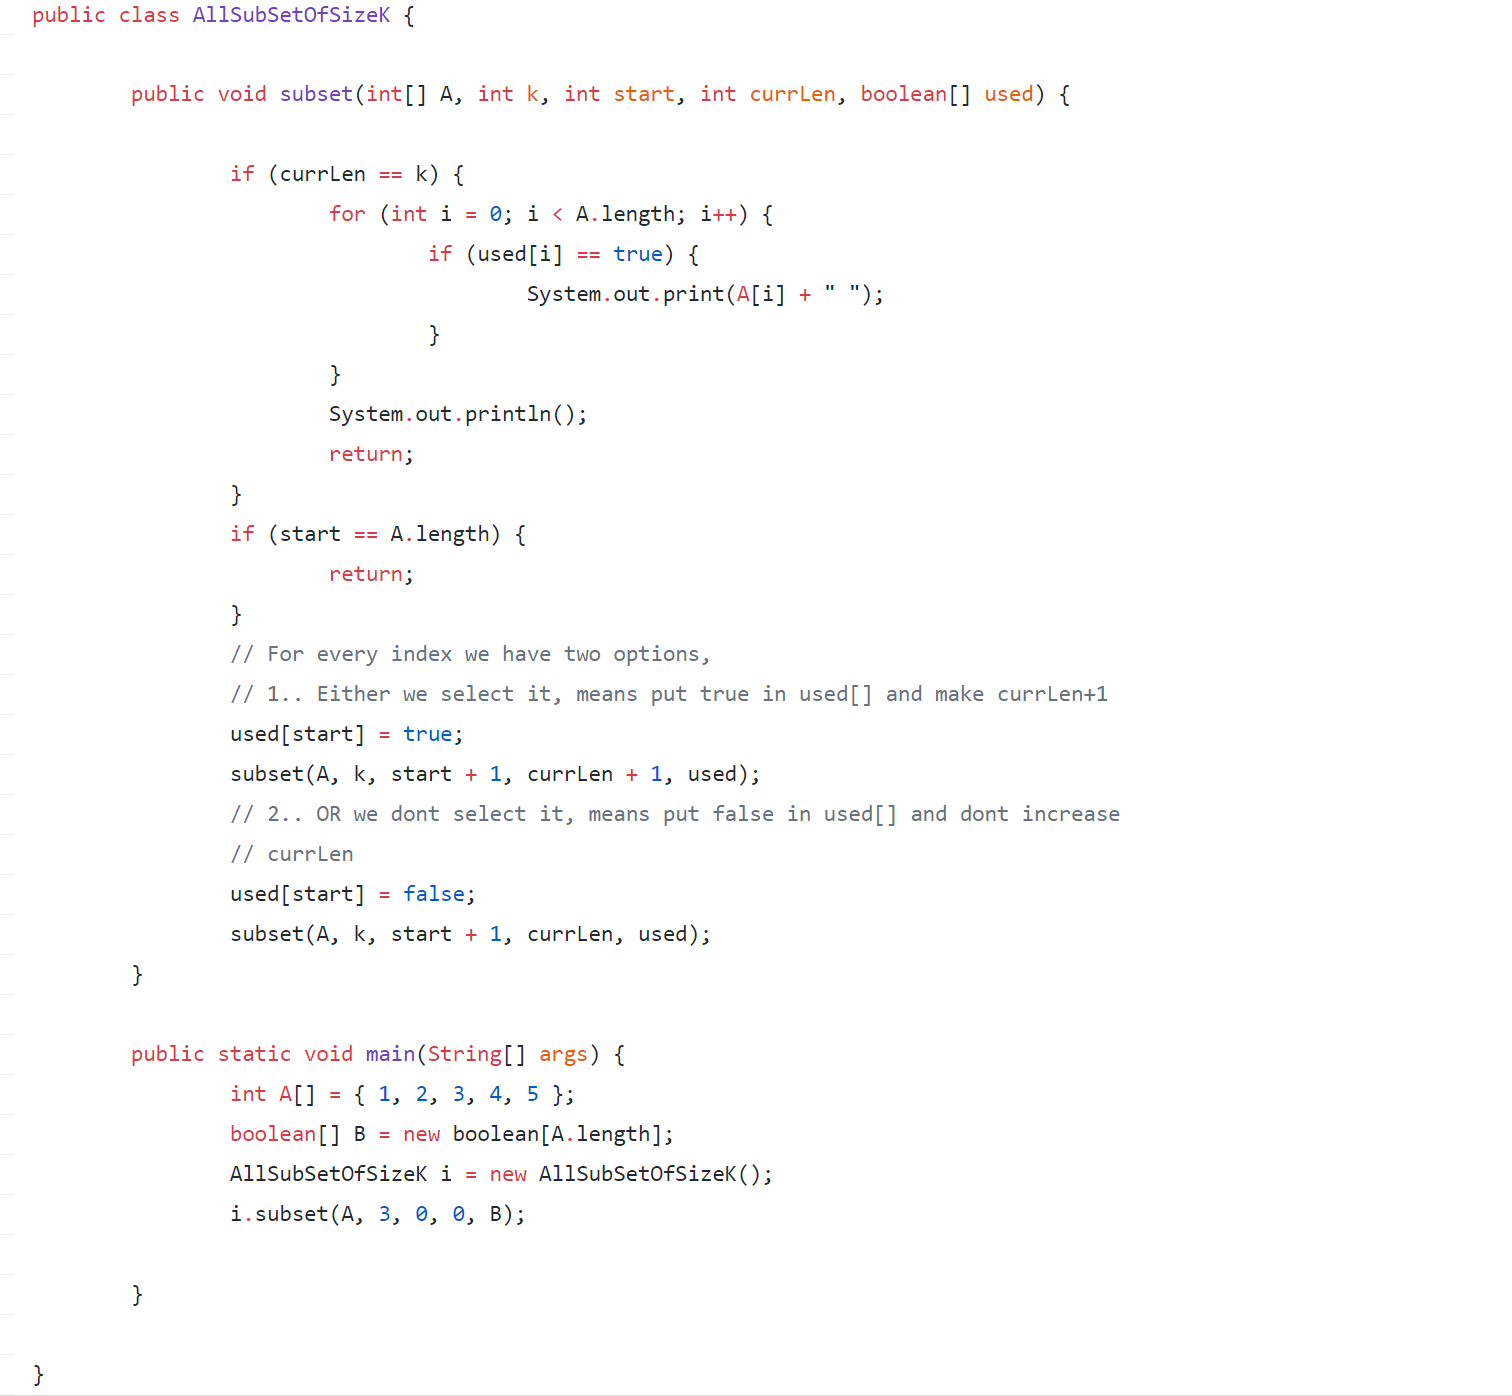 public class AllSubSetOfSizeK {
public void subset(int[] A, int k, int start, int currLen, boolean[] used) {
if (currLen == k) {
for (int i = 0; i < A.length; i++) {
if (used[i] == true) {
System.out.print(A[i] + " ");
}
}
System.out.println();
return;
}
if (start == A.length) {
return;
}
// For every index we have two options,
// 1.. Either we select it, means put true in used[] and make currLen+1
used[start] = true;
subset(A, k, start + 1, currLen + 1, used);
// 2.. OR we dont select it, means put false in used[] and dont increase
// currLen
used[start] = false;
subset(A, k, start + 1, currLen, used);
}
public static void main(String[] args) {
int A[] = { 1, 2, 3, 4, 5 };
boolean[] B = new boolean[A.length];
AllSubSetOfSizeK i = new AllSubSetOfSizeK();
i.subset(A, 3, 0, 0, B);
}
}